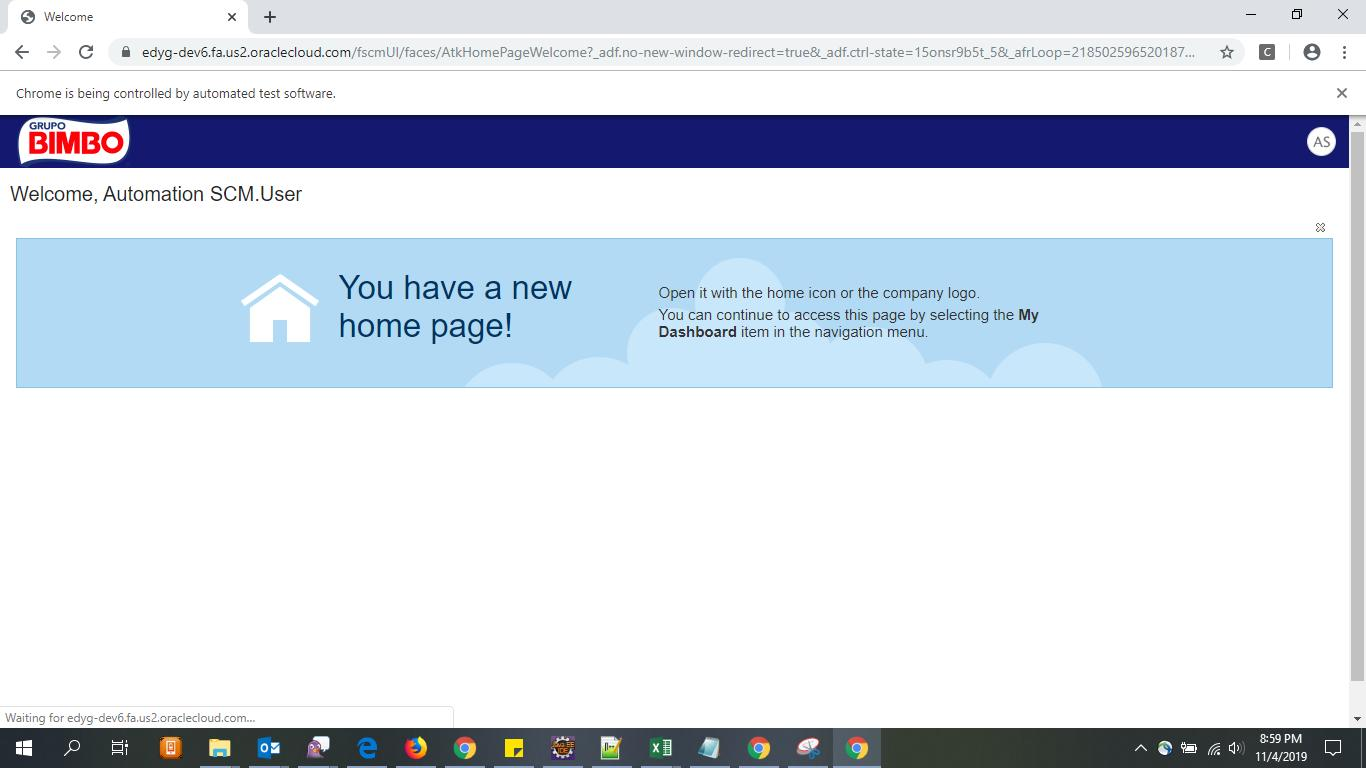 Welcome
edyg-dev6.fa.us2.oraclecloud.com/fscmUI/faces/AtkHomePageWelcome?_adf.no-new-window-redirect=true&_adf.ctrl-state=15onsr9b5t_5&_afrLoop=218502596520187...
C
Chrome is being controlled by automated test software.
GRUPO
BIMBO
AS
Welcome, Automation SCM.User
You have a new
home page!
Open it with the home icon or the company logo.
You can continue to access this page by selecting the My
Dashboard item in the navigation menu.
Waiting for edyg-dev6.fa.us2.oraclecloud.com...
8:59 PM
11/4/2019